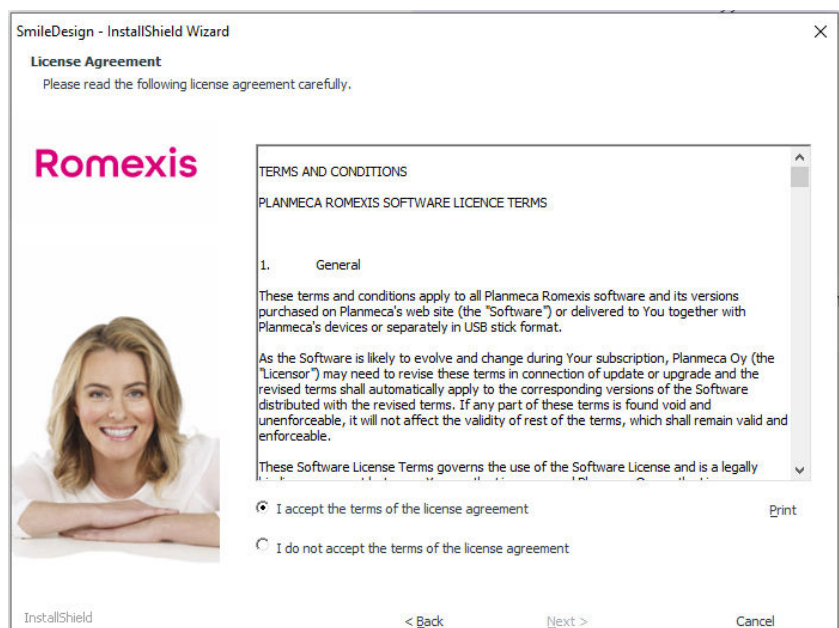 SmileDesign - InstallShield Wizard
License Agreement
Please read the following license agreement carefully.
Romexis
TERMS AND CONDITIONS
PLANMECA ROMEXIS SOFTWARE LICENCE TERMS
1. General
These terms and conditions apply to all Planmeca Romexis software and its versions
purchased on Planmeca's web site (the "Software") or delivered to You together with
Planmeca's devices or separately in USB stick format.
As the Software is likely to evolve and change during Your subscription, Planmeca Oy (the
"Licensor") may need to revise these terms in connection of update or upgrade and the
revised terms shall automatically apply to the corresponding versions of the Software
distributed with the revised terms. If any part of these terms is found void and
unenforceable, it will not affect the validity of rest of the terms, which shall remain valid and
enforceable.
These Software License Terms governs the use of the Software License and is a legally
I accept the terms of the license agreement
Print
I do not accept the terms of the license agreement
InstallShield
< Back
Next >
Cancel